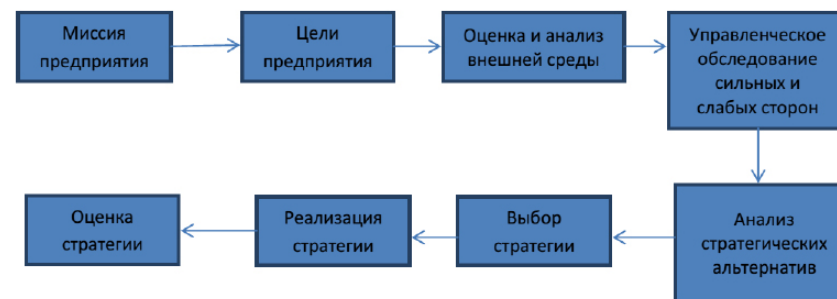 Миссия
предприятия
Цели
предприятия
Оценка и анализ
внешней среды
Управленческое
обследование
сильных и
слабых сторон
Анализ
стратегических
альтернатив
Выбор
стратегии
Реализация
стратегии
Оценка
стратегии